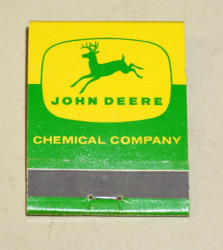 JOHN DEERE
CHEMICAL COMPANY